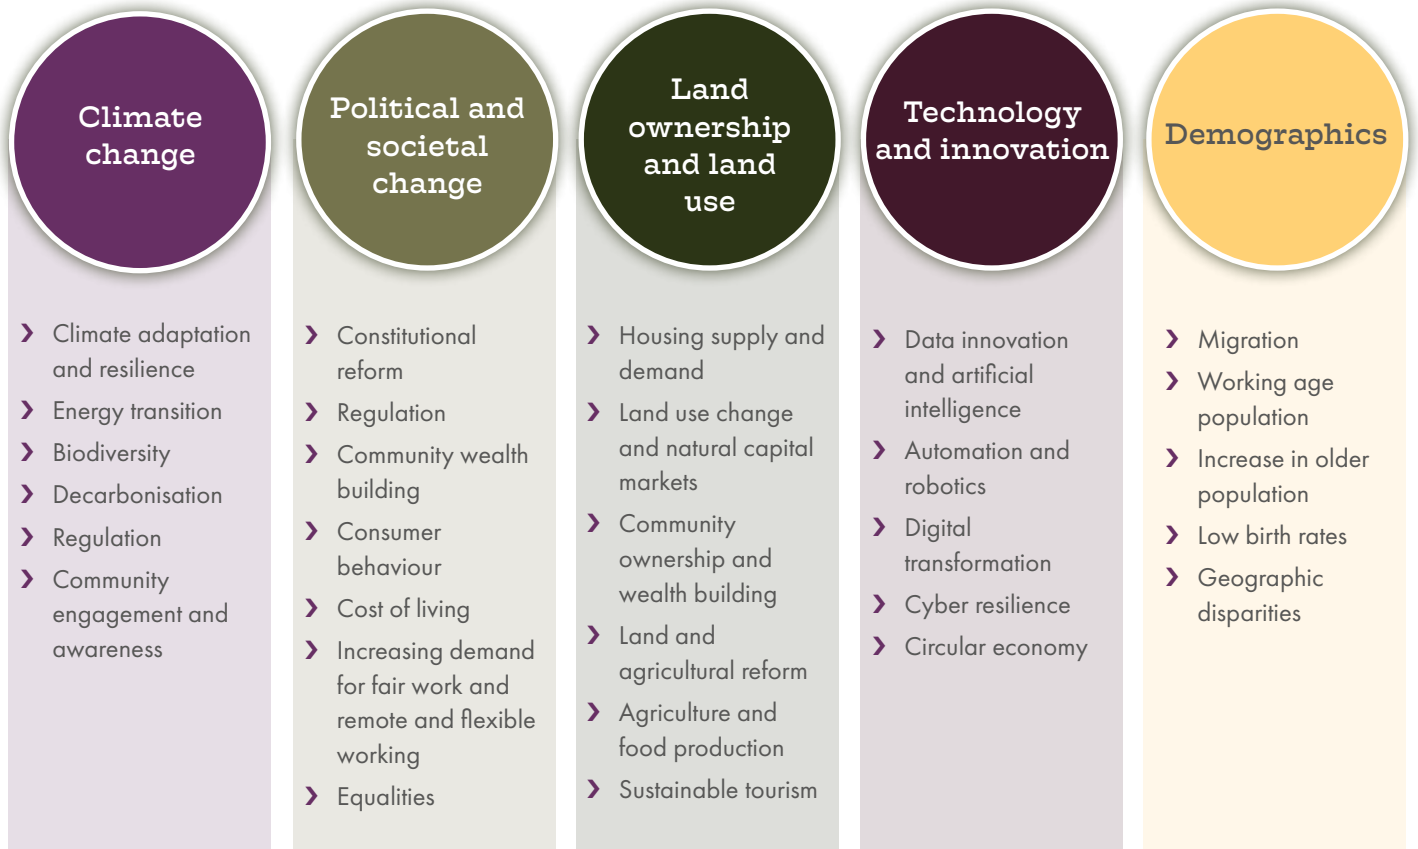 Climate
change
Climate adaptation
and resilience
Energy transition
Biodiversity
Decarbonisation
Regulation
Community
engagement and
awareness
Political and
societal
change
Constitutional
reform
Regulation
Community wealth
building
Consumer
behaviour
Cost of living
Increasing demand
for fair work and
remote and flexible
working
Equalities
Land
ownership
and land
use
Housing supply and
demand
Land use change
and natural capital
markets
Community
ownership and
wealth building
Land and
agricultural reform
Agriculture and
food production
Sustainable tourism
Technology
and innovation
Data innovation
and artificial
intelligence
Automation and
robotics
Digital
transformation
Cyber resilience
Circular economy
Demographics
Migration
Working age
population
Increase in older
population
Low birth rates
Geographic
disparities